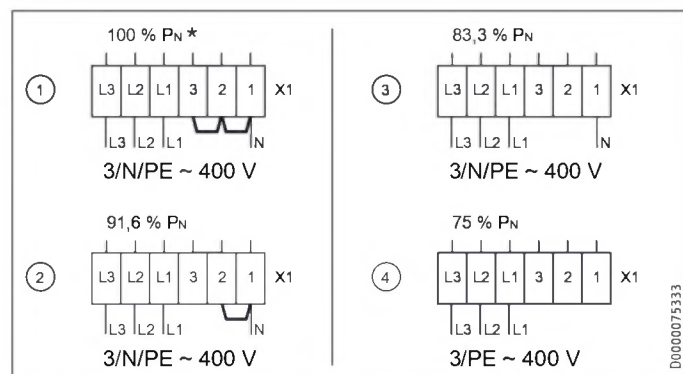 100 % PN *
1
L3 L2 L1 3 2 1 X1
L3 L2 L1 N
3/N/PE ~ 400 V
91,6 % PN
2
L3 L2 L1 3 2 1 X1
L3 L2 L1 N
3/N/PE ~ 400 V
83,3 % PN
3
L3 L2 L1 3 2 1 X1
L3 L2 L1 N
3/N/PE ~ 400 V
75 % PN
4
L3 L2 L1 3 2 1 X1
L3 L2 L1
3/PE ~ 400 V
D0000075333